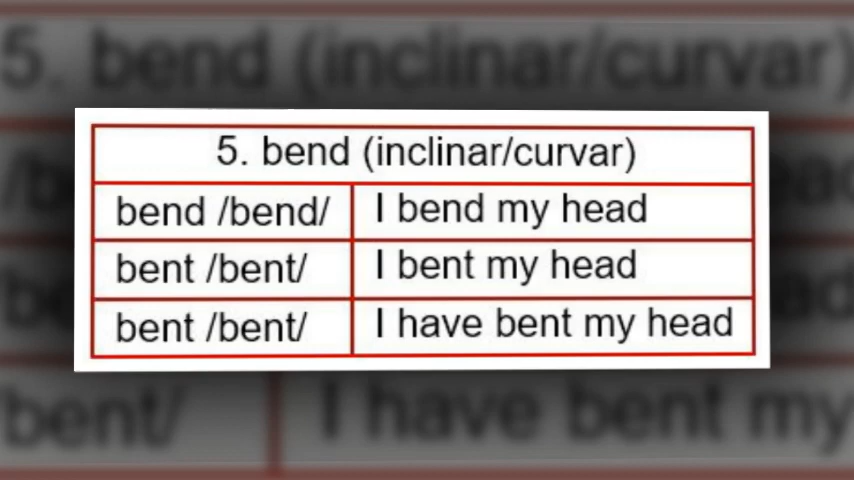 5. bend (inclinar/curvar)
bend /bend/ I bend my head
bent /bent/ I bent my head
bent /bent/ I have bent my head